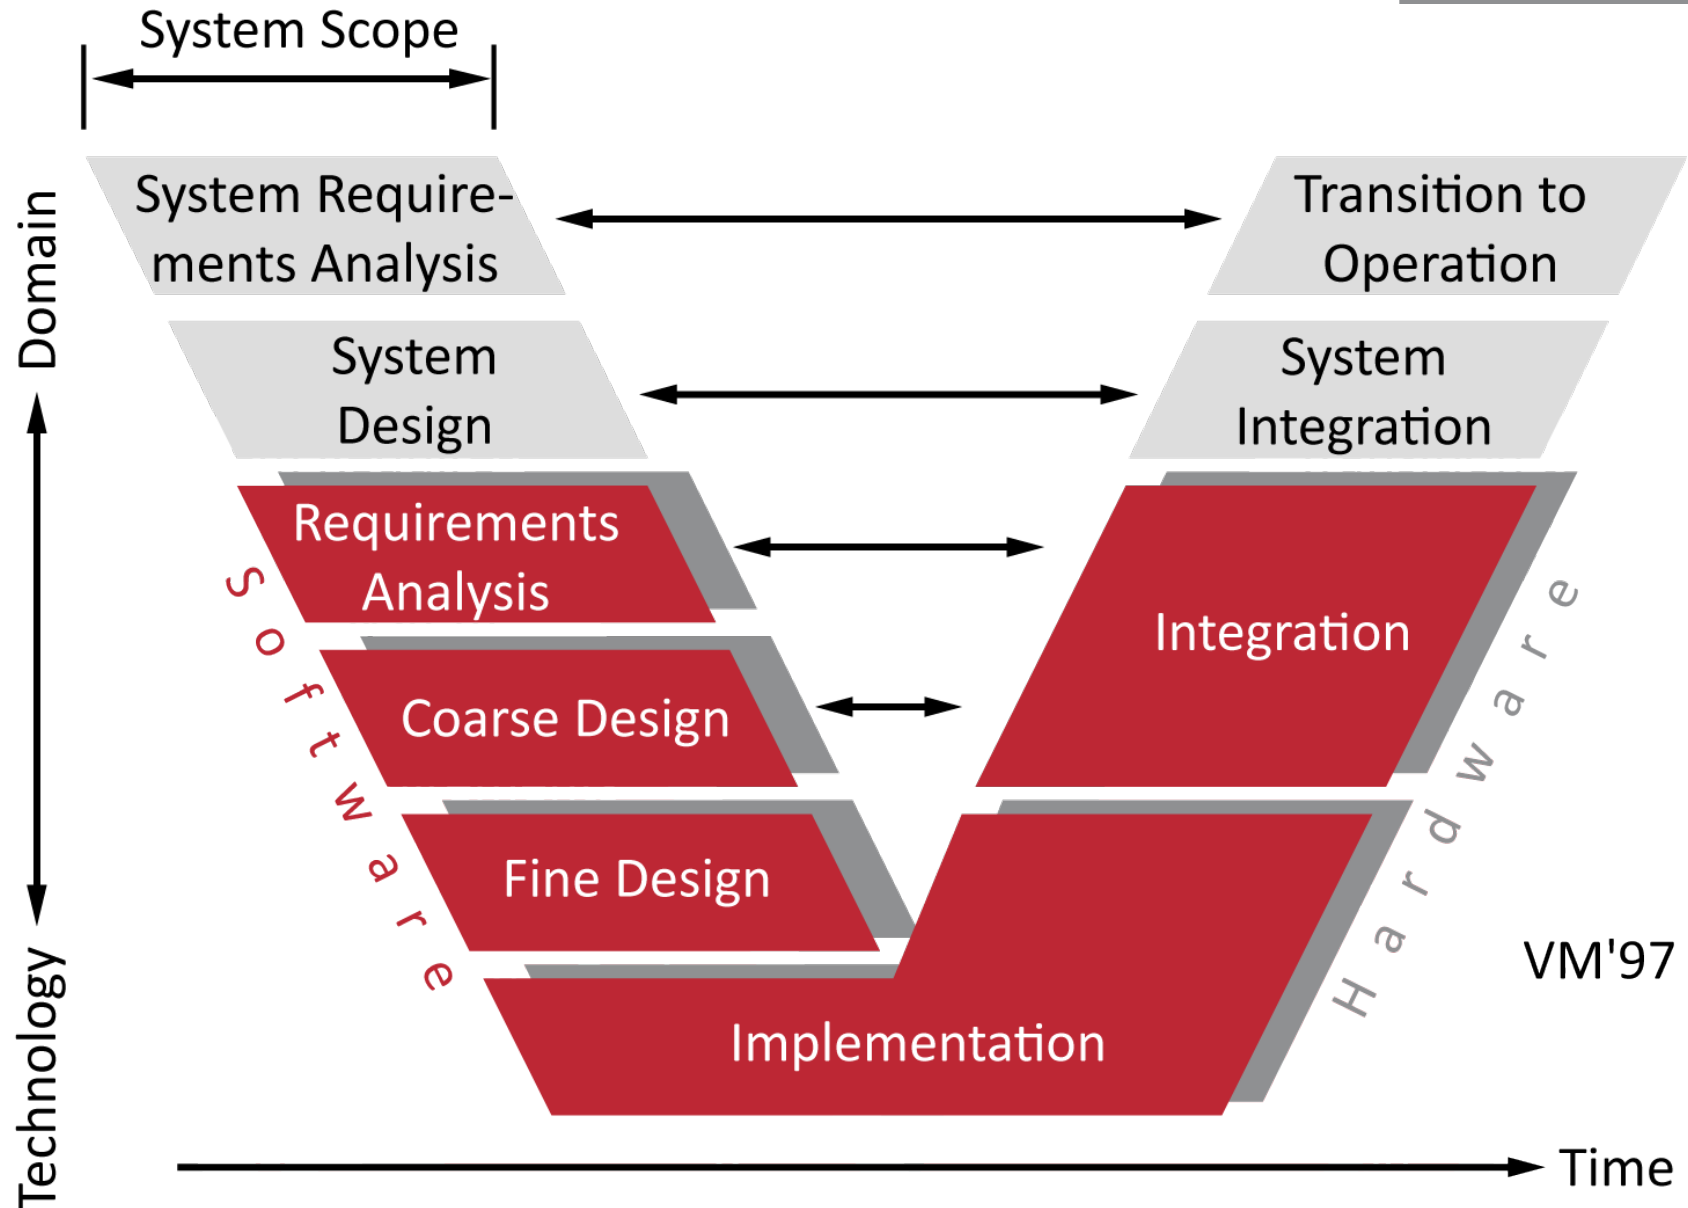 System Scope
System Require-
ments Analysis
Transition to
Operation
Domain
System
Design
System
Integration
Requirements
Analysis
Integration
Software
Hardware
Coarse Design
Fine Design
VM'97
Implementation
Technology
Time